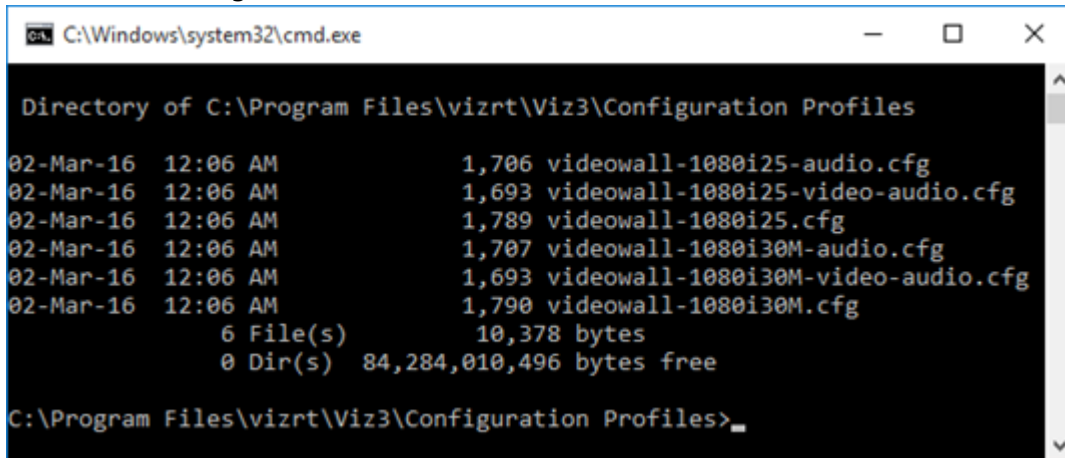 C:\Windows\system32\cmd.exe
Directory of C:\Program Files\vizrt\Viz3\Configuration Profiles
02-Mar-16 12:06 AM 1,706 videowall-1080i25-audio.cfg
02-Mar-16 12:06 AM 1,693 videowall-1080i25-video-audio.cfg
02-Mar-16 12:06 AM 1,789 videowall-1080i25.cfg
02-Mar-16 12:06 AM 1,707 videowall-1080i30M-audio.cfg
02-Mar-16 12:06 AM 1,693 videowall-1080i30M-video-audio.cfg
02-Mar-16 12:06 AM 1,790 videowall-1080i30M.cfg
6 File(s) 10,378 bytes
0 Dir(s) 84,284,010,496 bytes free
C:\Program Files\vizrt\Viz3\Configuration Profiles>_